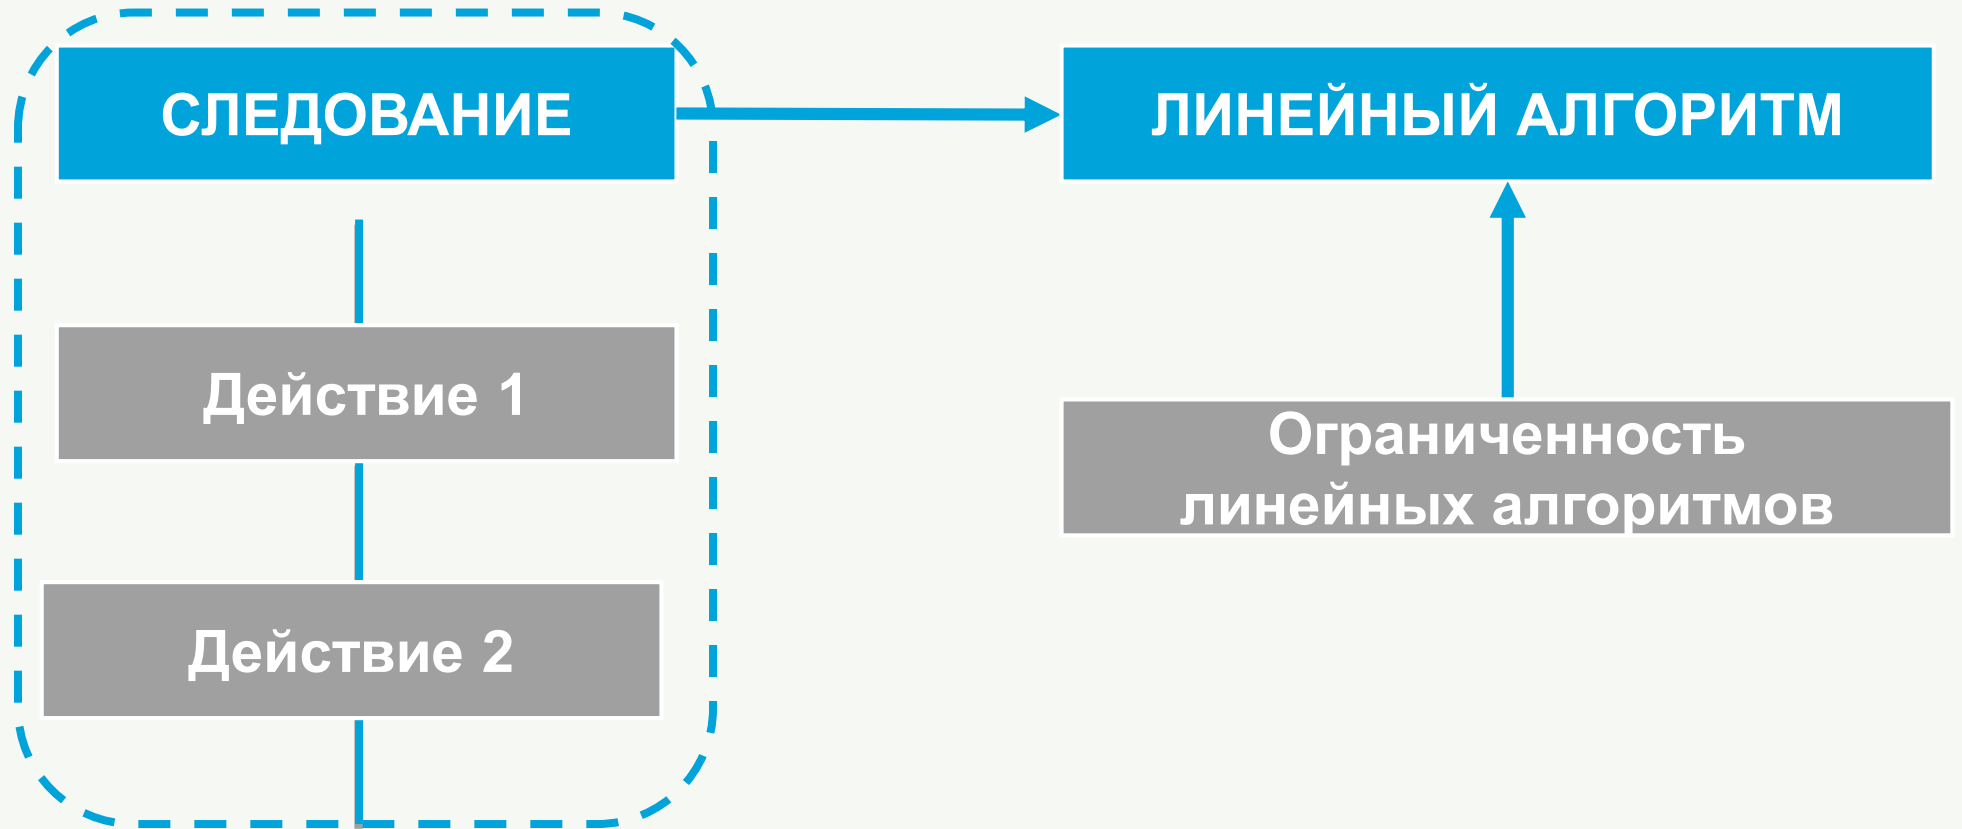 СЛЕДОВАНИЕ
ЛИНЕЙНЫЙ АЛГОРИТМ
Действие 1
Ограниченность
линейных алгоритмов
Действие 2